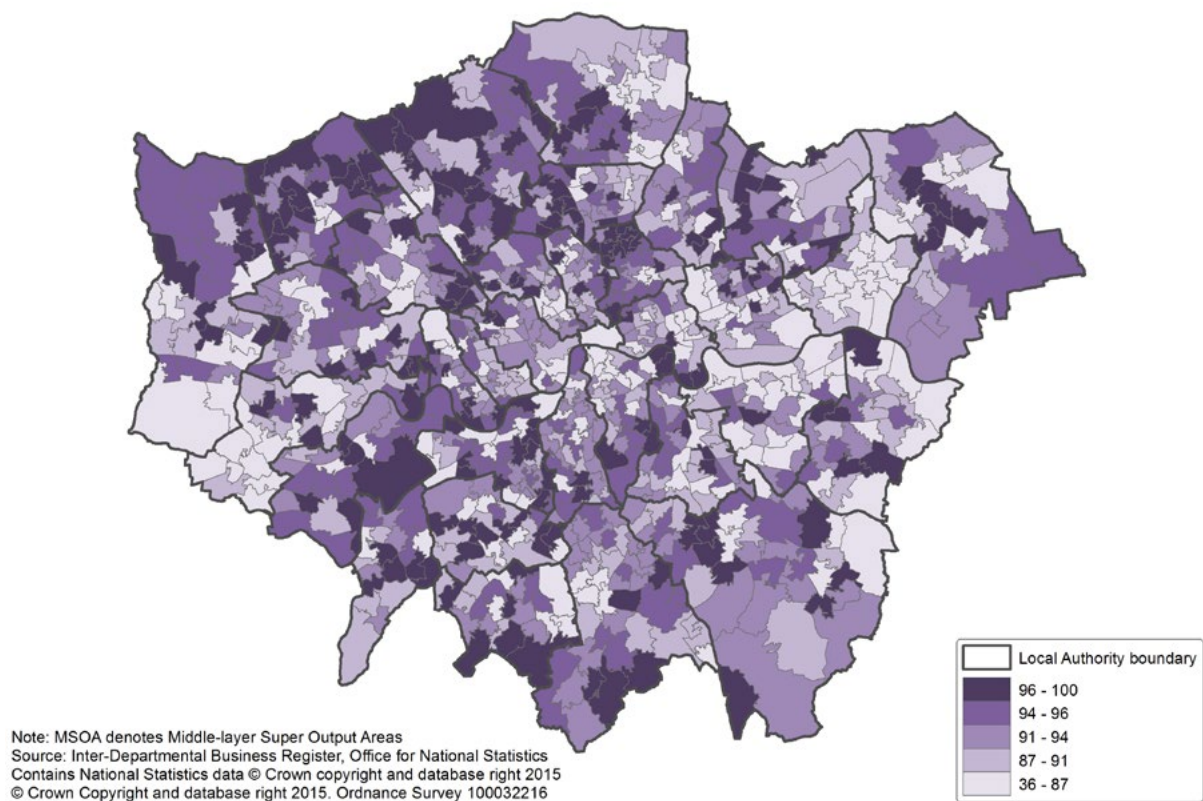 Local Authority boundary
96 - 100
94 - 96
91 - 94
87 - 91
36 - 87
Note: MSOA denotes Middle-layer Super Output Areas
Source: Inter-Departmental Business Register, Office for National Statistics
Contains National Statistics data © Crown copyright and database right 2015
© Crown Copyright and database right 2015. Ordnance Survey 100032216